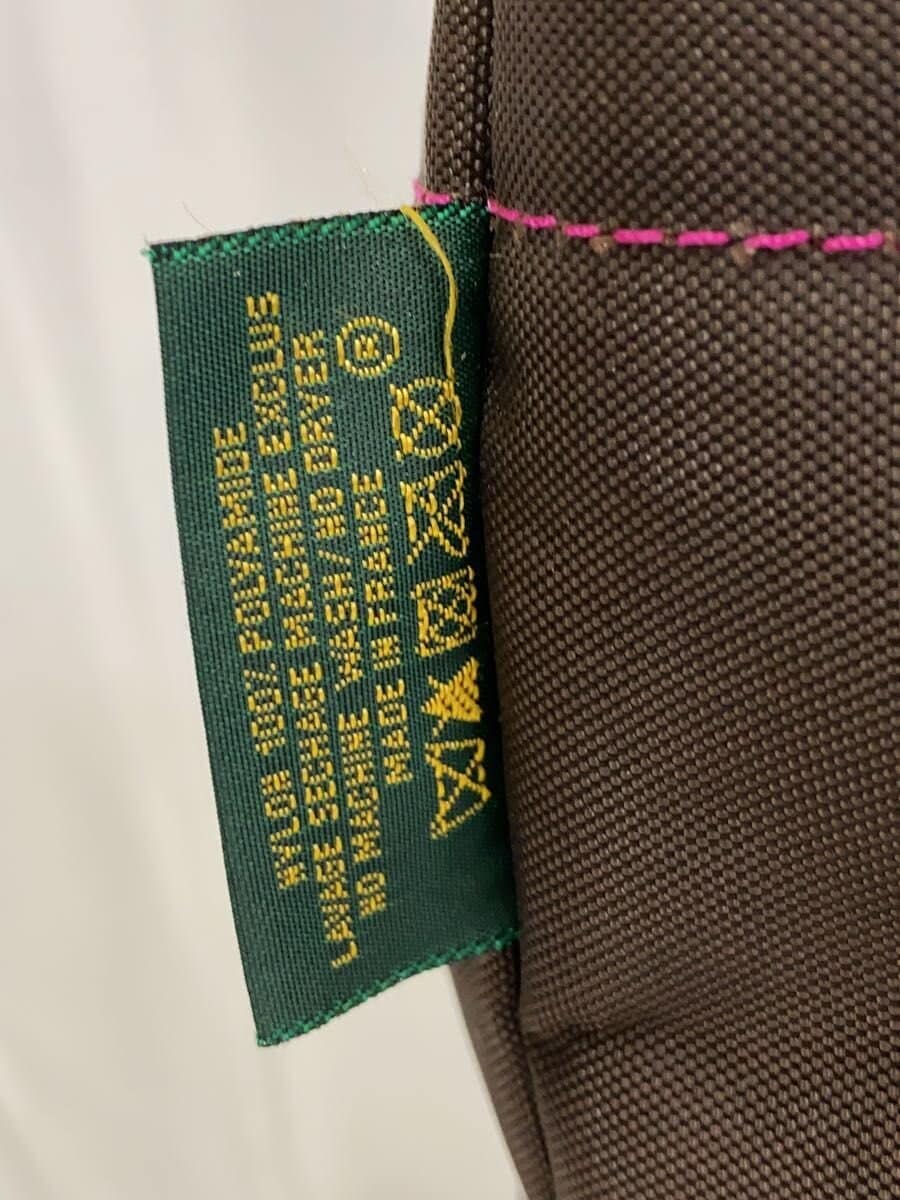 NYLON 100% POLYAMIDE
LAVAGE SECHAGE MACHINE EXCLUS
NO MACHINE WASH/NO DRYER
MADE IN FRANCE
®